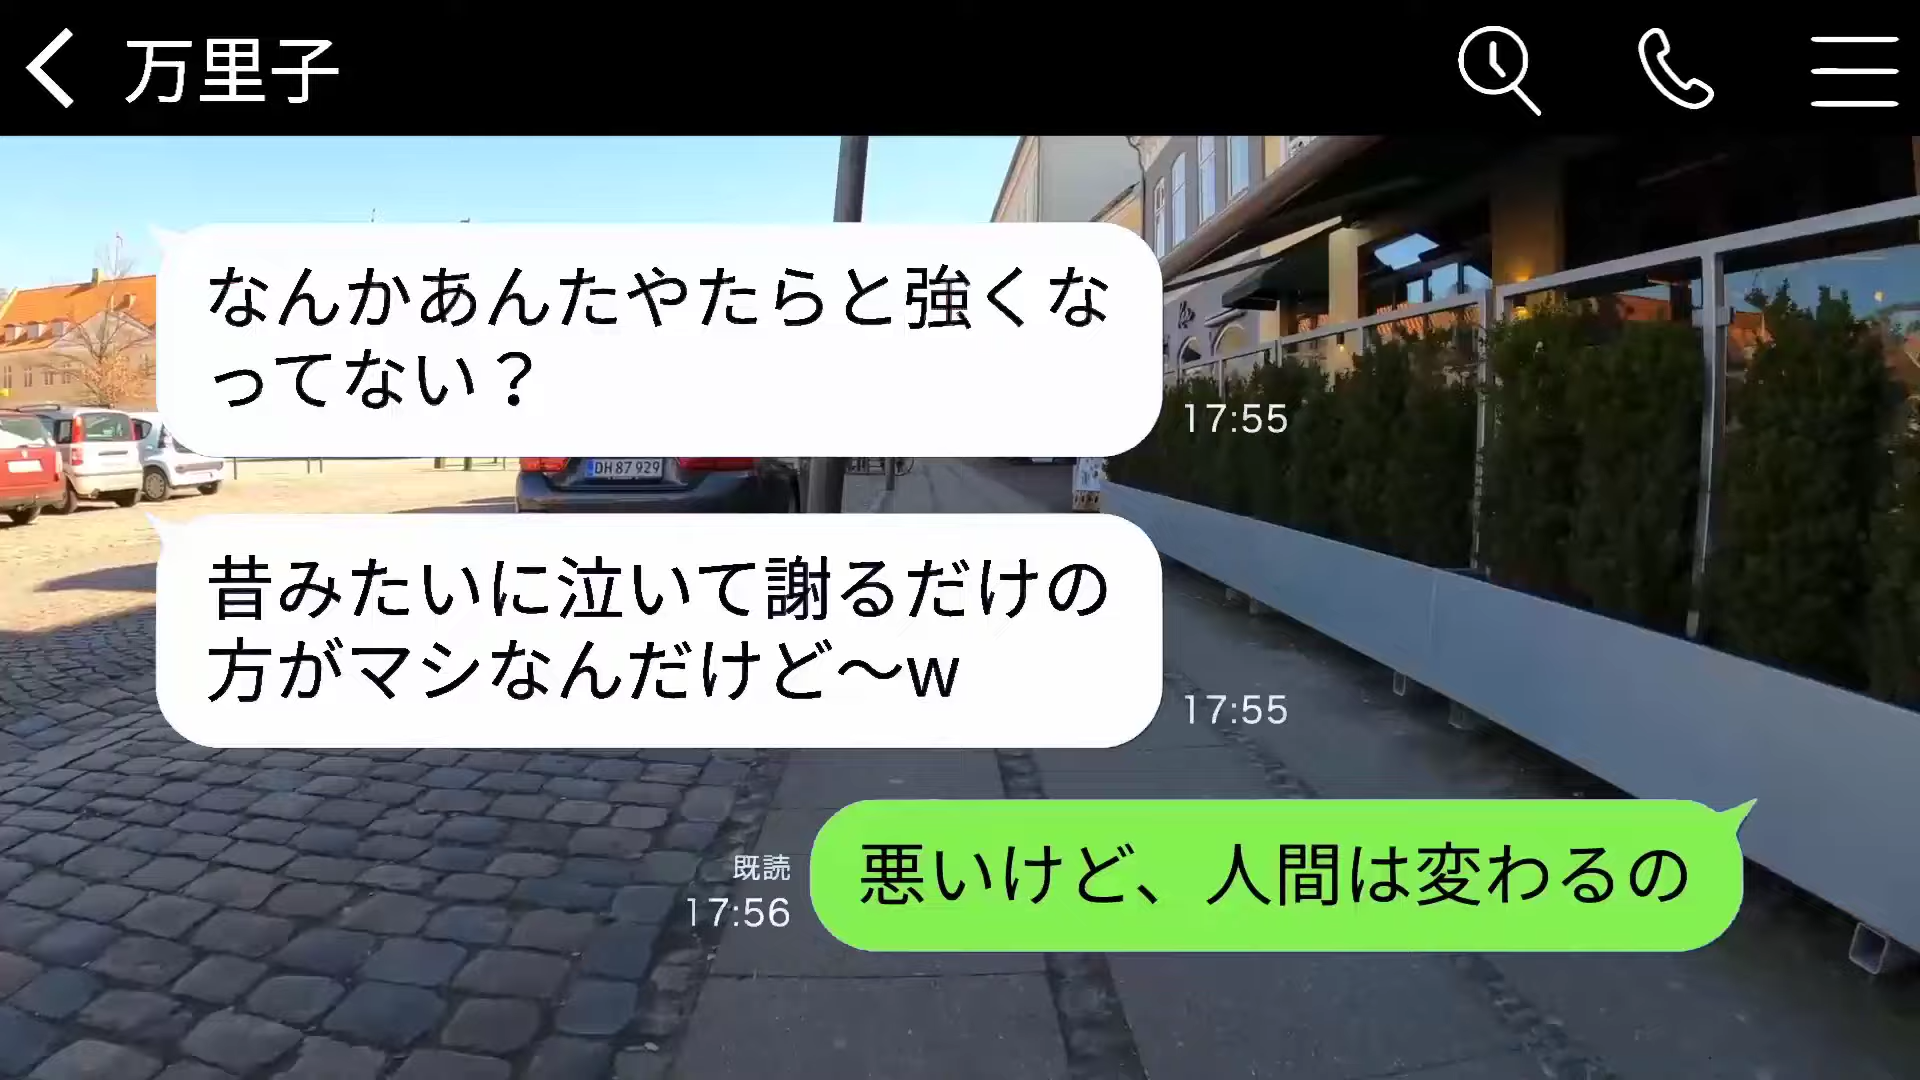 万里子
なんかあんたやたらと強くな
ってない？
17:55
DH 87 929
昔みたいに泣いて謝るだけの
方がマシなんだけど～w
17:55
既読
17:56
悪いけど、人間は変わるの